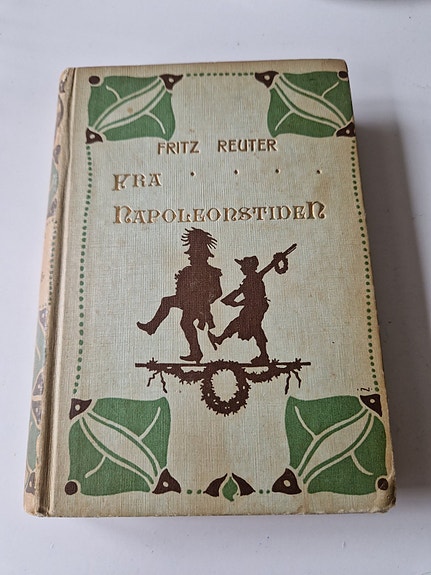 FRITZ REUTER
FRA . . . .
NAPOLEONSTIDEN